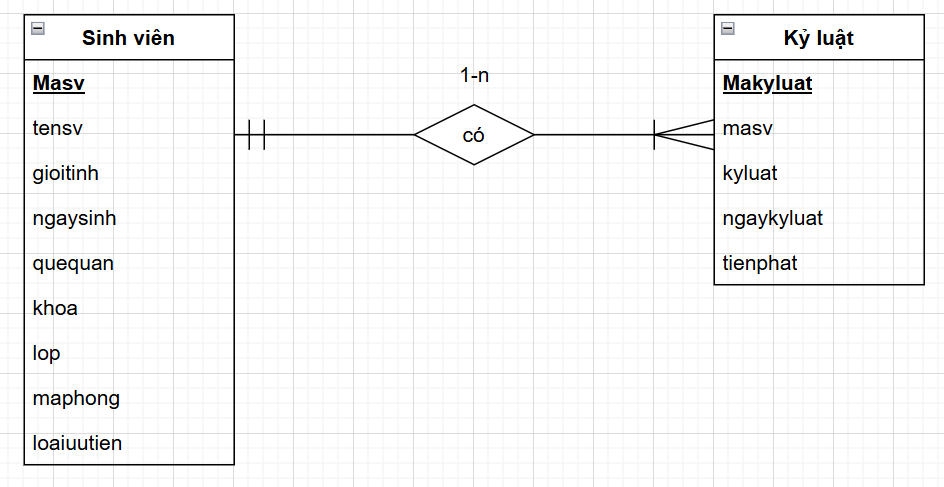 Sinh viên
Masv
tensv
gioitinh
ngaysinh
quequan
khoa
lop
maphong
loaiuutien
1-n
có
Kỷ luật
Makyluat
masv
kyluat
ngaykyluat
tienphat